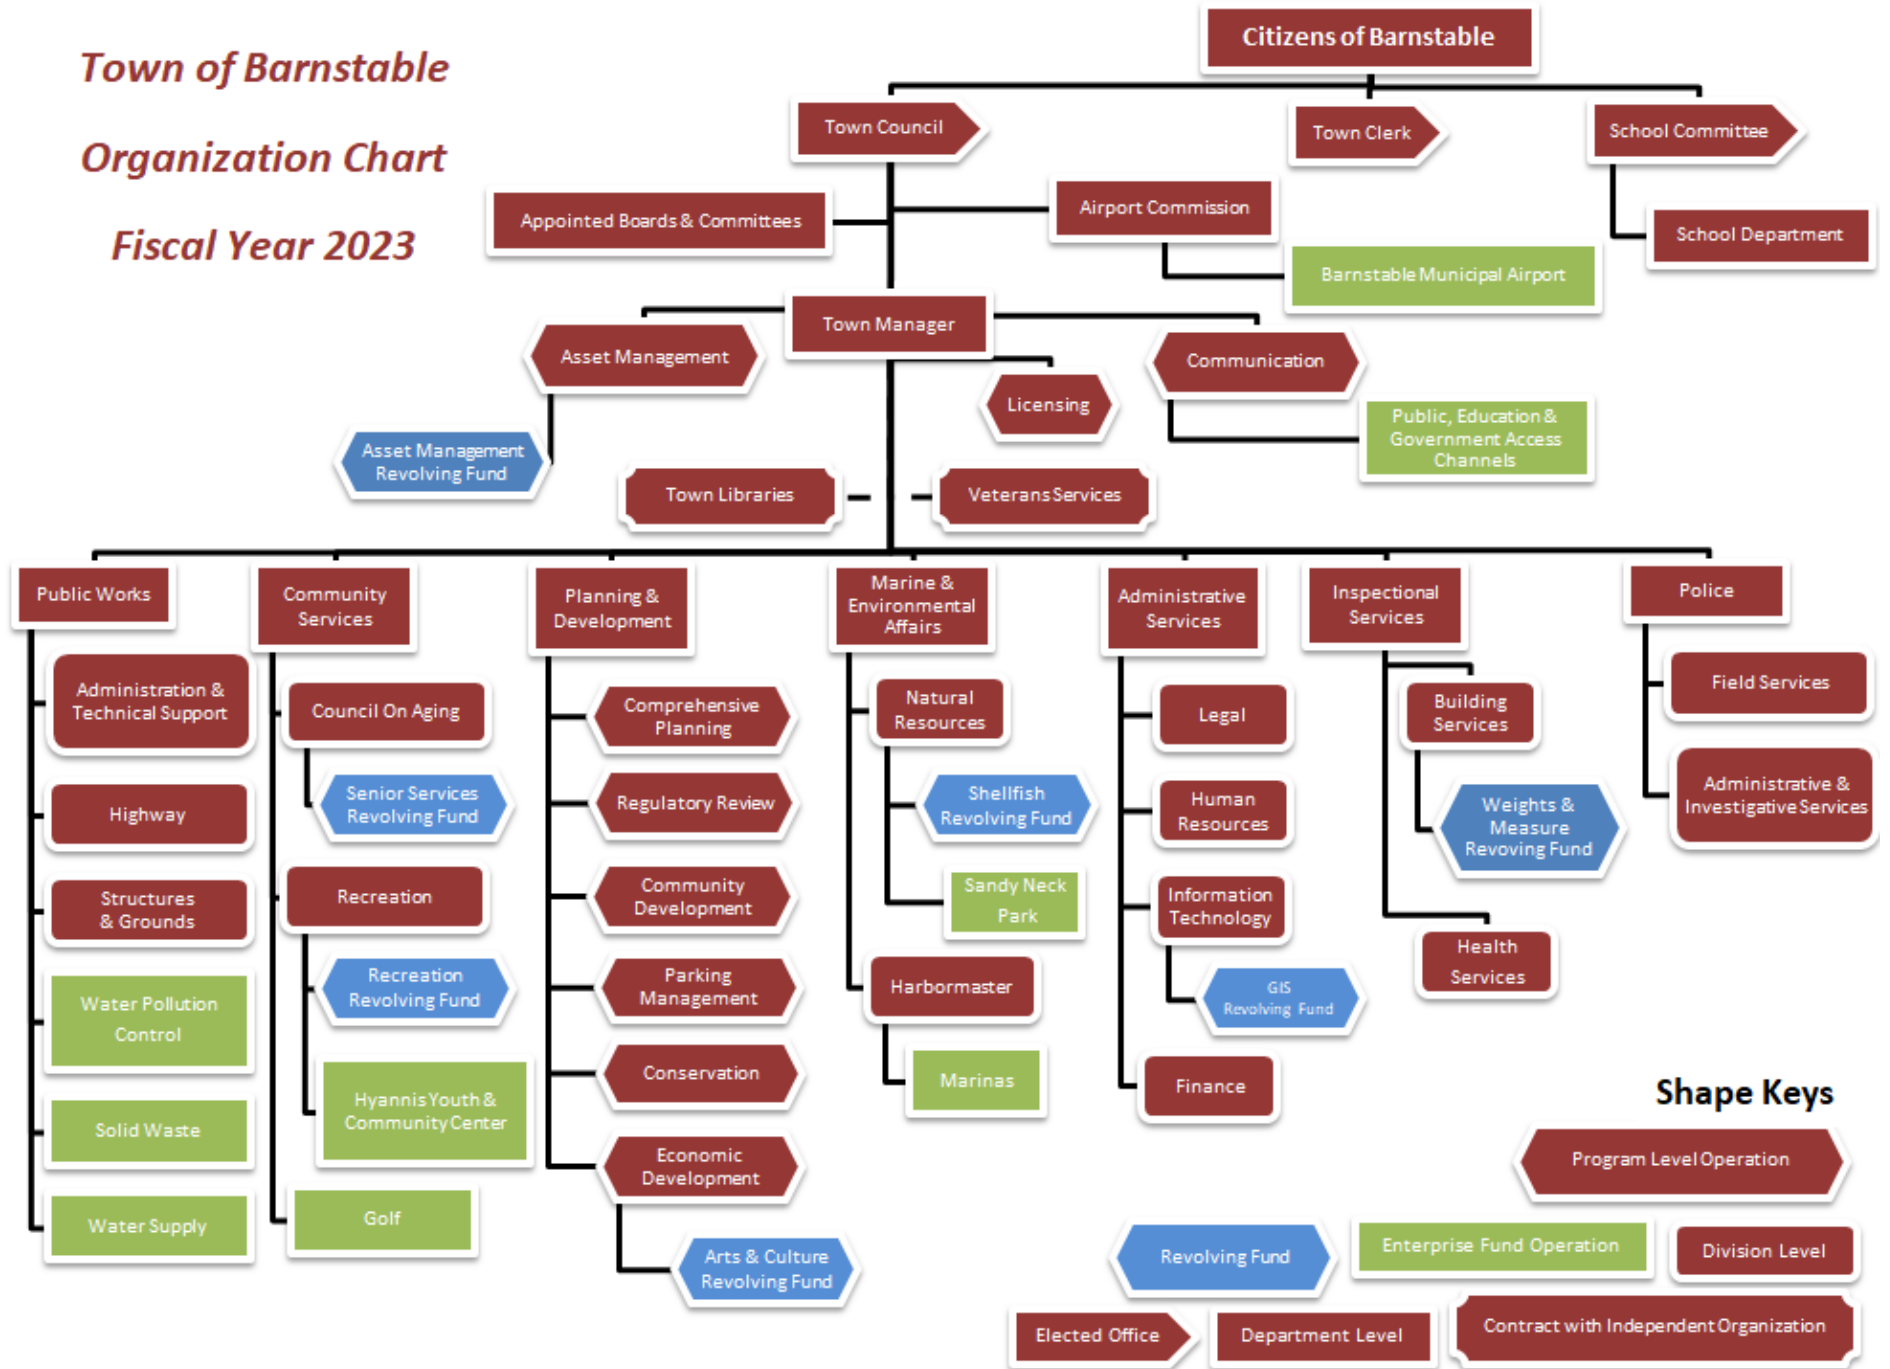 Town of Barnstable
Organization Chart
Fiscal Year 2023
Citizens of Barnstable
Town Council
Town Clerk
School Committee
Appointed Boards & Committees
Airport Commission
School Department
Barnstable Municipal Airport
Town Manager
Asset Management
Communication
Licensing
Asset Management
Revolving Fund
Public, Education &
Government Access
Channels
Town Libraries
Veterans Services
Public Works
Administration &
Technical Support
Highway
Structures
& Grounds
Water Pollution
Control
Solid Waste
Water Supply
Community
Services
Council On Aging
Senior Services
Revolving Fund
Recreation
Recreation
Revolving Fund
Hyannis Youth &
Community Center
Golf
Planning &
Development
Comprehensive
Planning
Regulatory Review
Community
Development
Parking
Management
Conservation
Economic
Development
Arts & Culture
Revolving Fund
Marine &
Environmental
Affairs
Natural
Resources
Shellfish
Revolving Fund
Sandy Neck
Park
Harbormaster
Marinas
Administrative
Services
Legal
Human
Resources
Information
Technology
GIS
Revolving Fund
Finance
Inspectional
Services
Building
Services
Weights &
Measure
Revoving Fund
Health
Services
Police
Field Services
Administrative &
Investigative Services
Shape Keys
Program Level Operation
Revolving Fund
Enterprise Fund Operation
Division Level
Elected Office
Department Level
Contract with Independent Organization